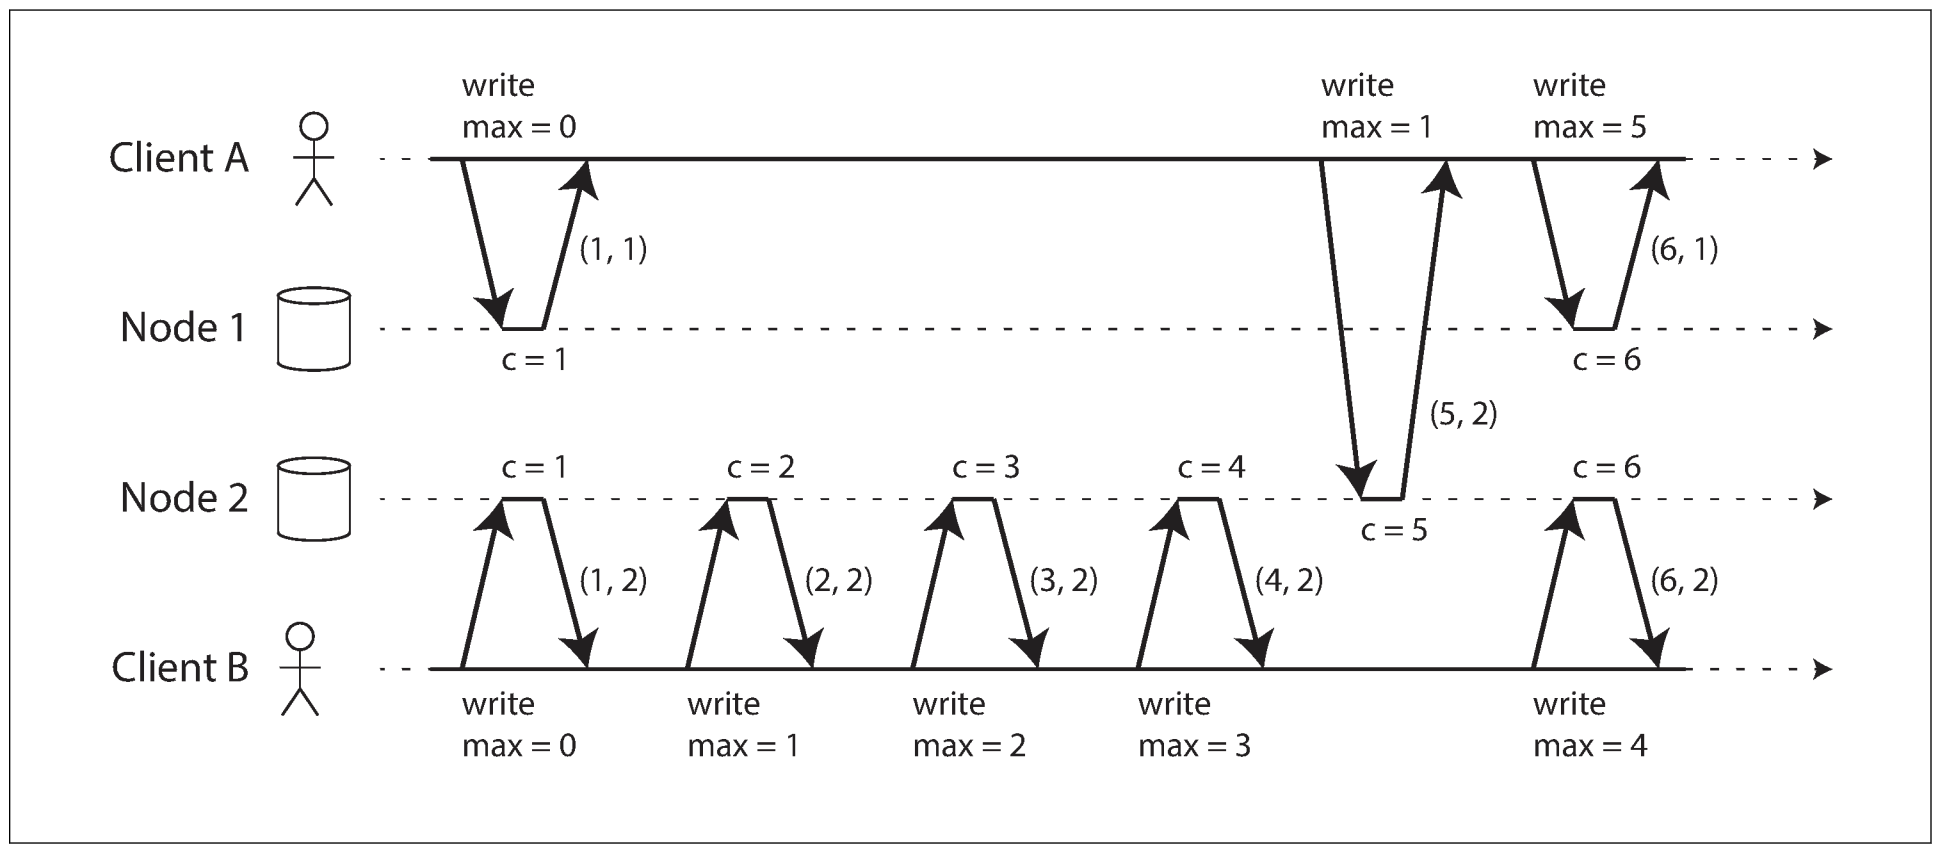 write
max = 0
write
max = 1
write
max = 5
Client A
(1, 1)
(6, 1)
Node 1
c = 1
c = 6
(5, 2)
c = 1
c = 2
c = 3
c = 4
c = 6
Node 2
c = 5
(1, 2)
(2, 2)
(3, 2)
(4, 2)
(6, 2)
Client B
write
max = 0
write
max = 1
write
max = 2
write
max = 3
write
max = 4